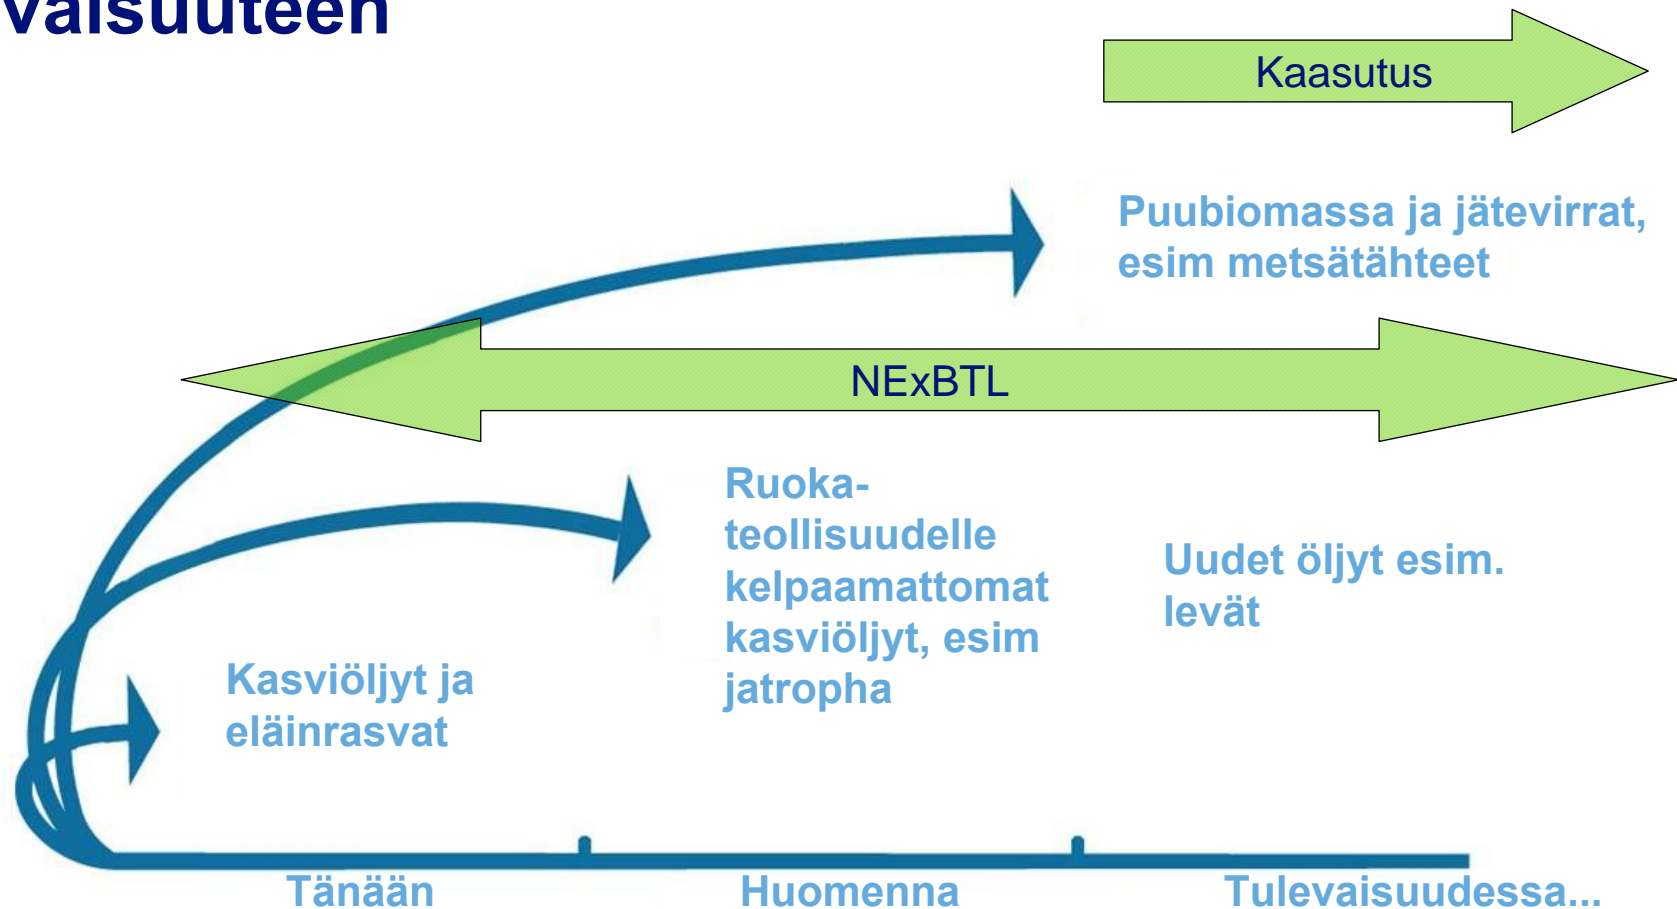 vaisuuteen
Kaasutus
Puubiomassa ja jätevirrat,
esim metsätähteet
NExBTL
Ruoka-
teollisuudelle
kelpaamattomat
kasviöljyt, esim
jatropha
Uudet öljyt esim.
levät
Kasviöljyt ja
eläinrasvat
Tänään
Huomenna
Tulevaisuudessa...